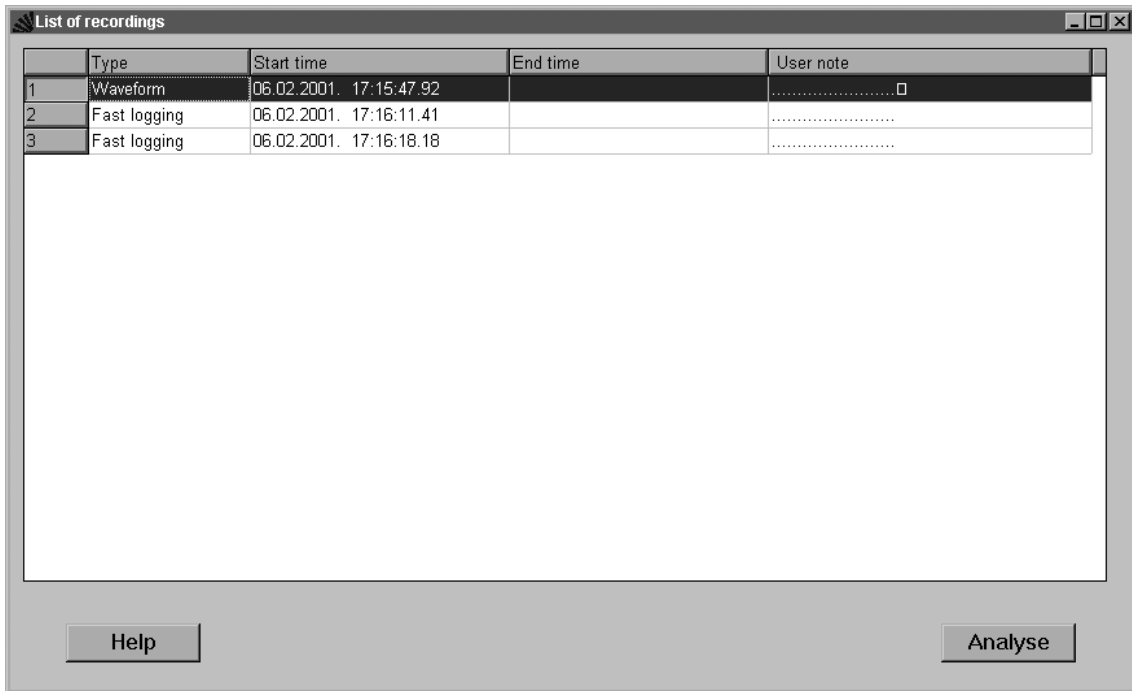 List of recordings
Type Start time End time User note
1 Waveform 06.02.2001. 17:15:47.92 ........................□
2 Fast logging 06.02.2001. 17:16:11.41 ........................
3 Fast logging 06.02.2001. 17:16:18.18 ........................
Help Analyse